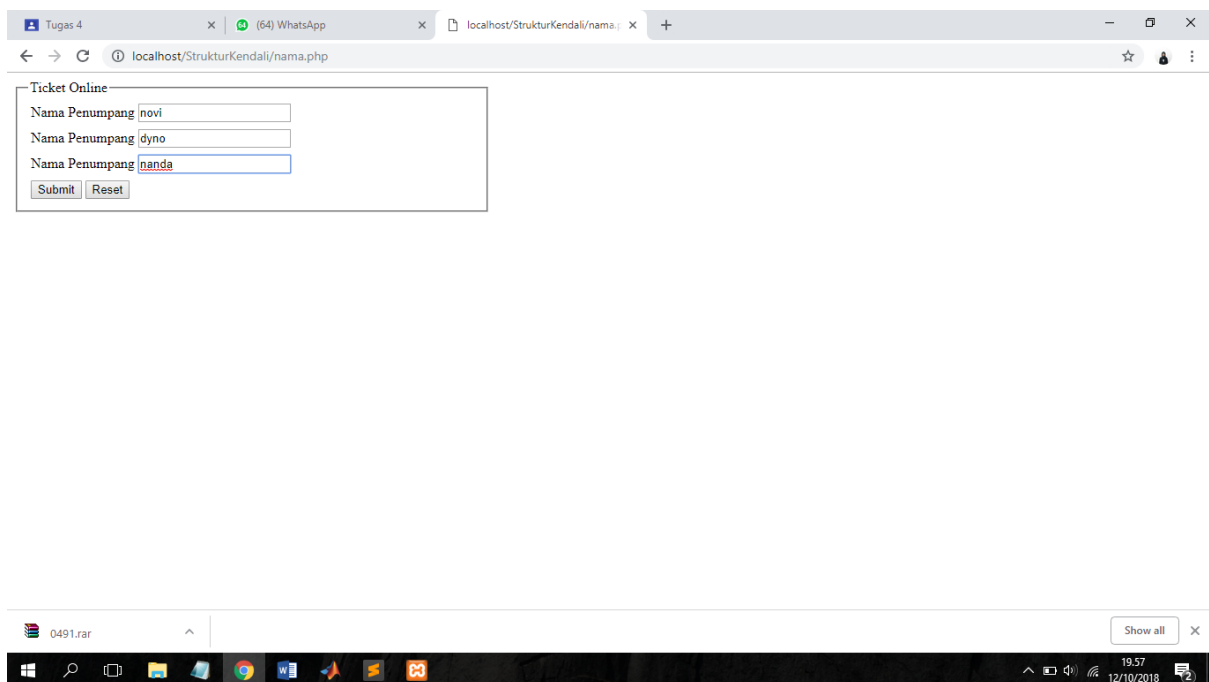 Tugas 4
(64) WhatsApp
localhost/StrukturKendali/nama.p
localhost/StrukturKendali/nama.php
Ticket Online
Nama Penumpang novi
Nama Penumpang dyno
Nama Penumpang nanda
Submit Reset
0491.rar
Show all
19.57
12/10/2018